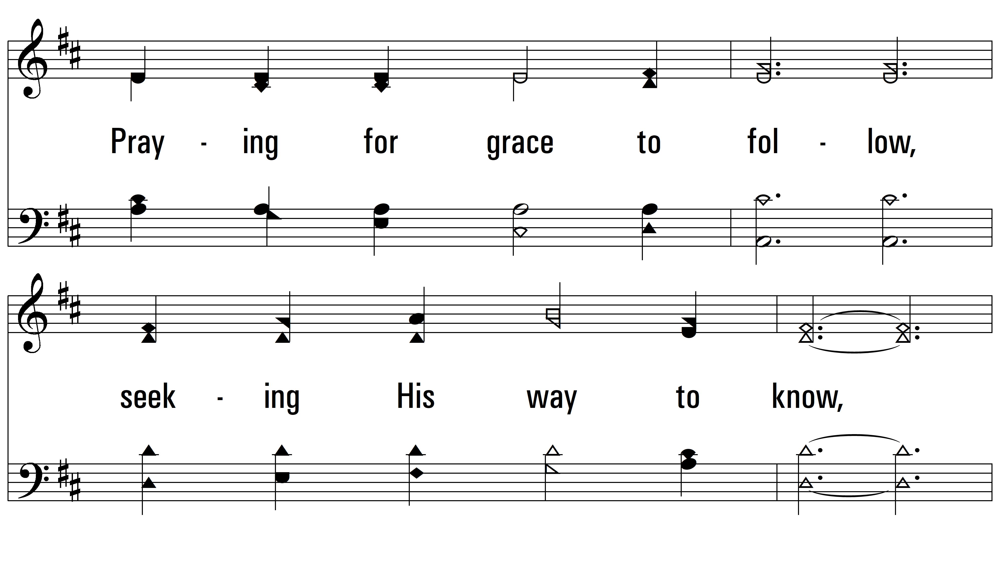 Pray - ing for grace to fol - low,
seek - ing His way to know,